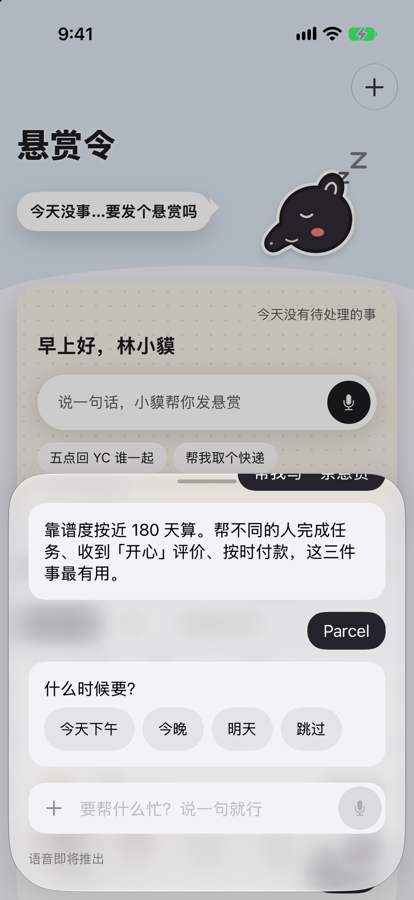 9:41
悬赏令
z
z
今天没事...要发个悬赏吗
今天没有待处理的事
早上好，林小貘
说一句话，小貘帮你发悬赏
五点回 YC 谁一起
帮我取个快递
靠谱度按近 180 天算。帮不同的人完成任
务、收到「开心」评价、按时付款，这三件
事最有用。
Parcel
什么时候要？
今天下午
今晚
明天
跳过
要帮什么忙？说一句就行
语音即将推出